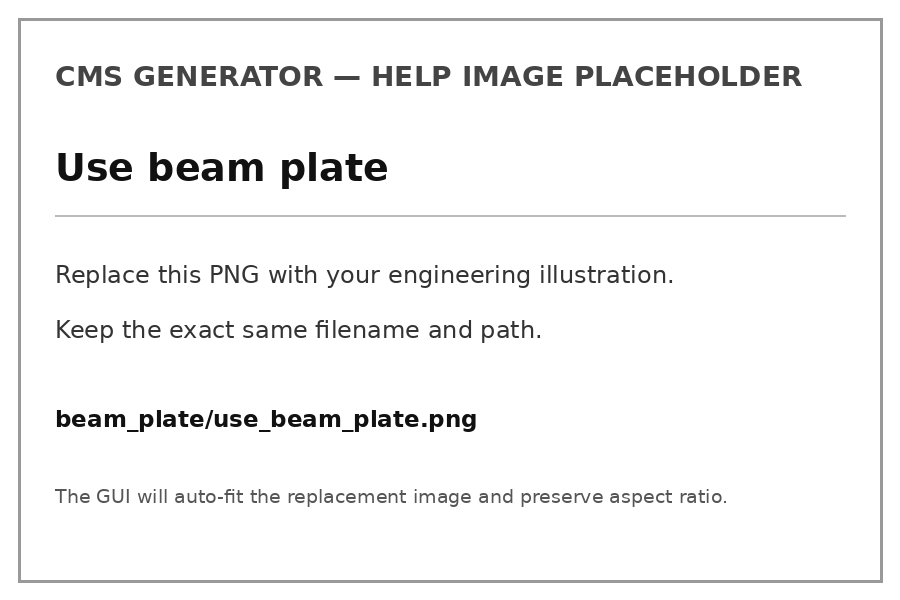 CMS GENERATOR — HELP IMAGE PLACEHOLDER
Use beam plate
Replace this PNG with your engineering illustration.
Keep the exact same filename and path.
beam_plate/use_beam_plate.png
The GUI will auto-fit the replacement image and preserve aspect ratio.